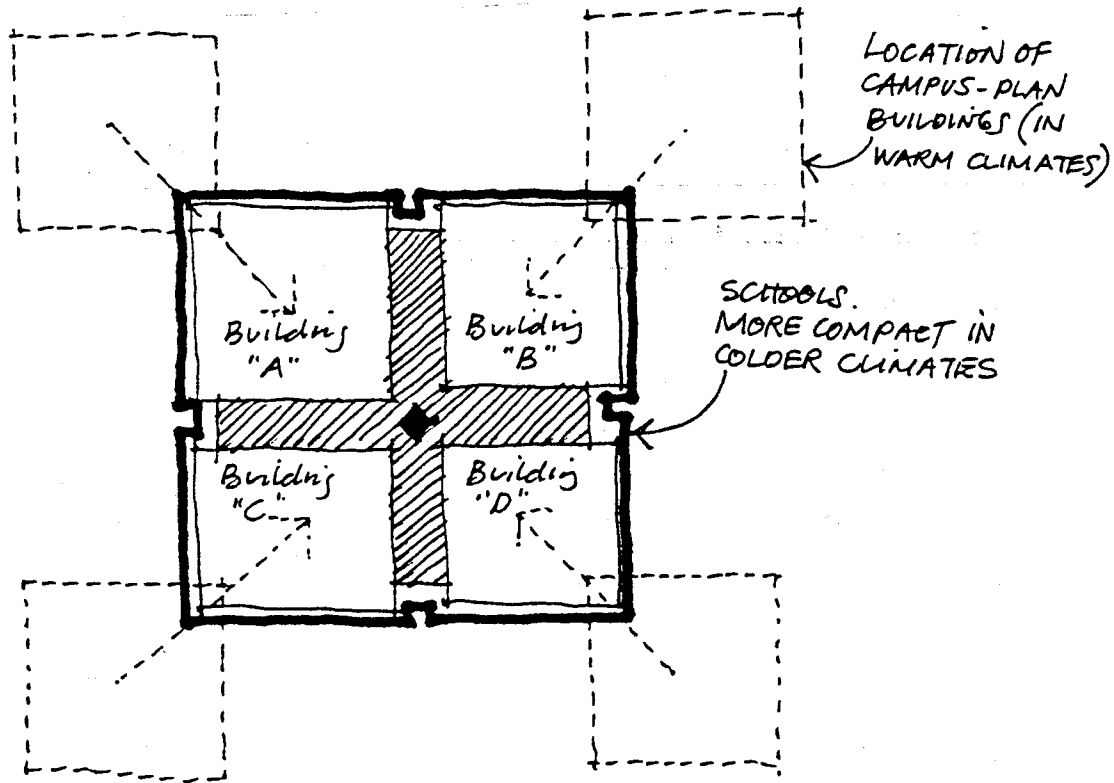 LOCATION OF
CAMPUS-PLAN
BUILDINGS (IN
WARM CLIMATES)
SCHOOLS.
MORE COMPACT IN
COLDER CLIMATES
Building
"A"
Building
"B"
Building
"C"
Building
"D"